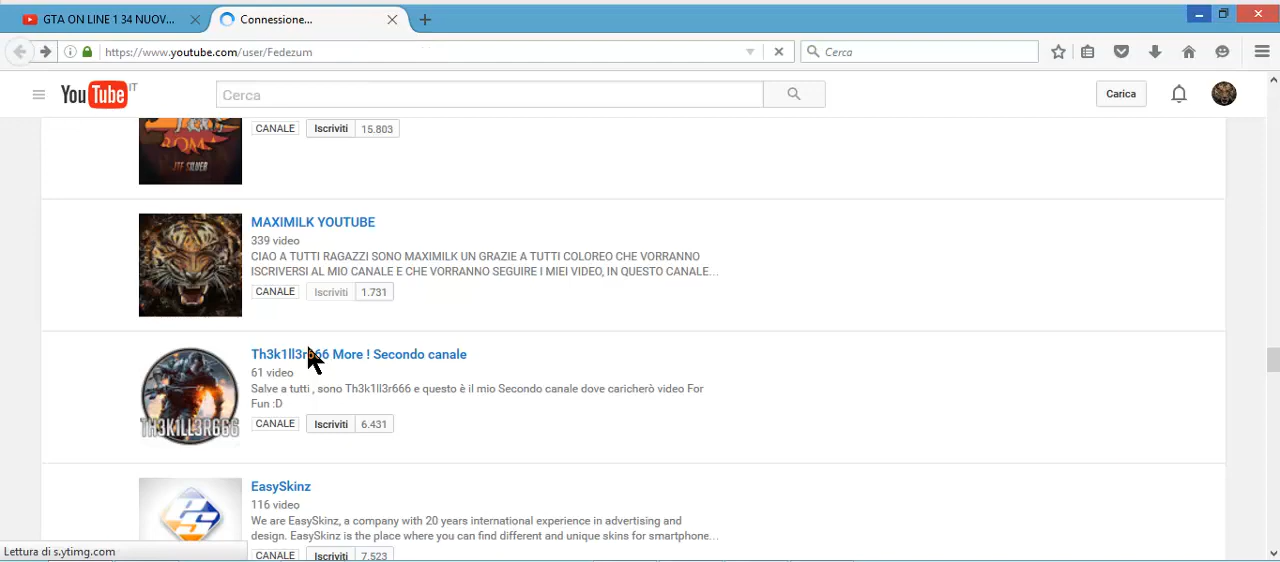 GTA ON LINE 1 34 NUOV...
Connessione...
https://www.youtube.com/user/Fedezum
Cerca
YouTube IT
Cerca
Carica
ROMA
JTF SILVER
CANALE Iscriviti 15.803
MAXIMILK YOUTUBE
339 video
CIAO A TUTTI RAGAZZI SONO MAXIMILK UN GRAZIE A TUTTI COLOREO CHE VORRANNO
ISCRIVERSI AL MIO CANALE E CHE VORRANNO SEGUIRE I MIEI VIDEO, IN QUESTO CANALE...
CANALE Iscriviti 1.731
Th3k1ll3r666 More ! Secondo canale
61 video
Salve a tutti , sono Th3k1ll3r666 e questo è il mio Secondo canale dove caricherò video For
Fun :D
TH3K1LL3R666
CANALE Iscriviti 6.431
EasySkinz
116 video
We are EasySkinz, a company with 20 years international experience in advertising and
design. EasySkinz is the place where you can find different and unique skins for smartphone...
CANALE Iscriviti 7.523
Lettura di s.ytimg.com